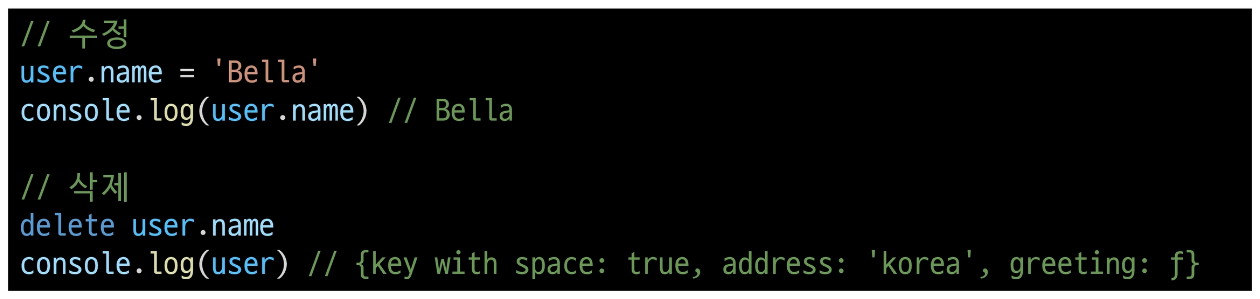 // 수정
user.name = 'Bella'
console.log(user.name) // Bella
// 삭제
delete user.name
console.log(user) // {key with space: true, address: 'korea', greeting: ƒ}